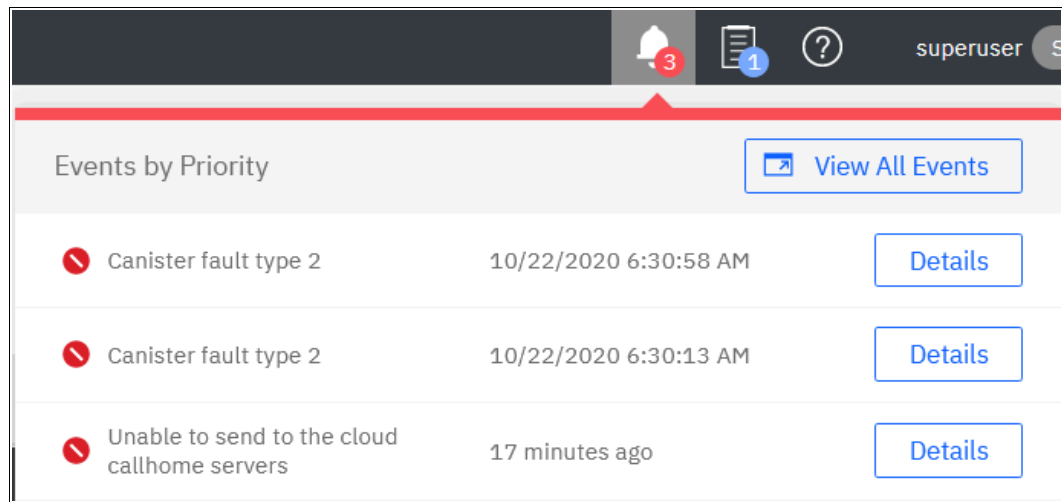 3
1
?
superuser
S
Events by Priority
View All Events
Canister fault type 2
10/22/2020 6:30:58 AM
Details
Canister fault type 2
10/22/2020 6:30:13 AM
Details
Unable to send to the cloud
callhome servers
17 minutes ago
Details